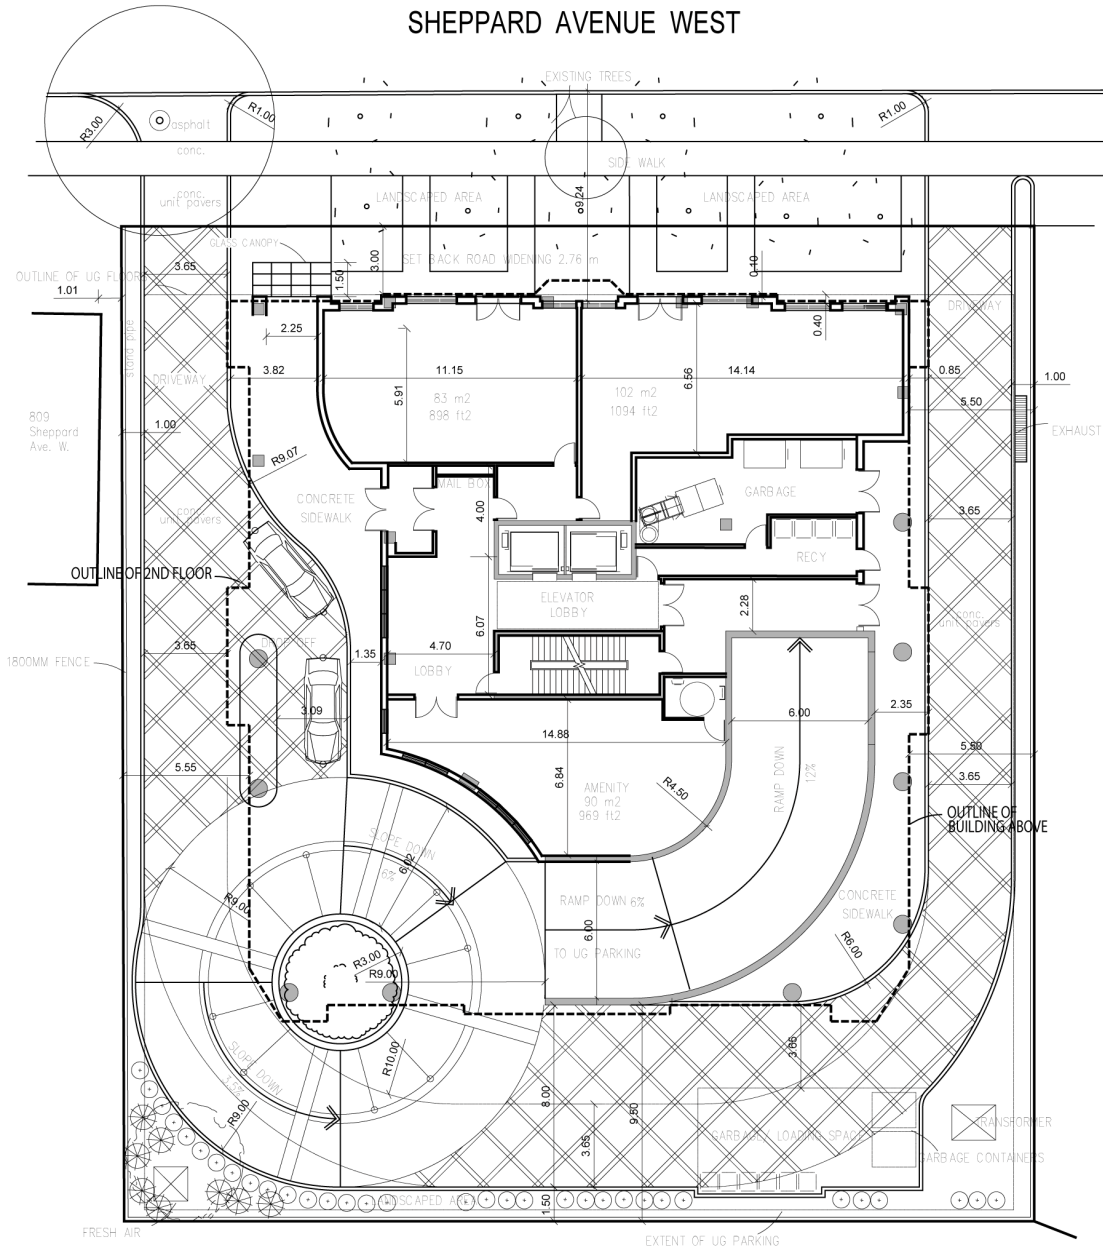 SHEPPARD AVENUE WEST
EXISTING TREES
R3.00
R1.00
R1.00
asphalt
conc.
SIDE WALK
conc.
unit pavers
LANDSCAPED AREA
9.24
LANDSCAPED AREA
GLASS CANOPY
3.00
SET BACK ROAD WIDENING 2.76 m
0.10
3.65
OUTLINE OF UG FLOOR
1.50
1.01
DRIVEWAY
2.25
0.40
stand pipe
DRIVEWAY
3.82
11.15
14.14
0.85
1.00
5.91
6.56
83 m2
898 ft2
102 m2
1094 ft2
5.50
809
Sheppard
Ave. W.
1.00
EXHAUST
R9.07
MAIL BOX
GARBAGE
CONCRETE
SIDEWALK
4.00
conc.
unit pavers
3.65
RECY
OUTLINE OF 2ND FLOOR
ELEVATOR
LOBBY
2.28
conc.
unit pavers
6.07
3.65
DROP OFF
1800MM FENCE
1.35
4.70
LOBBY
3.09
6.00
2.35
14.88
5.50
5.55
6.84
RAMP DOWN
12%
3.65
AMENITY
90 m2
969 ft2
R4.50
OUTLINE OF
BUILDING ABOVE
SLOPE DOWN
6%
6.02
R9.00
RAMP DOWN 6%
CONCRETE
SIDEWALK
6.00
R6.00
TO UG PARKING
R3.00
R9.00
R10.00
3.65
SLOPE DOWN
3.5%
R9.00
8.00
9.50
3.65
GARBAGE LOADING SPACE
TRANSFORMER
GARBAGE CONTAINERS
LANDSCAPED AREA
1.50
FRESH AIR
EXTENT OF UG PARKING